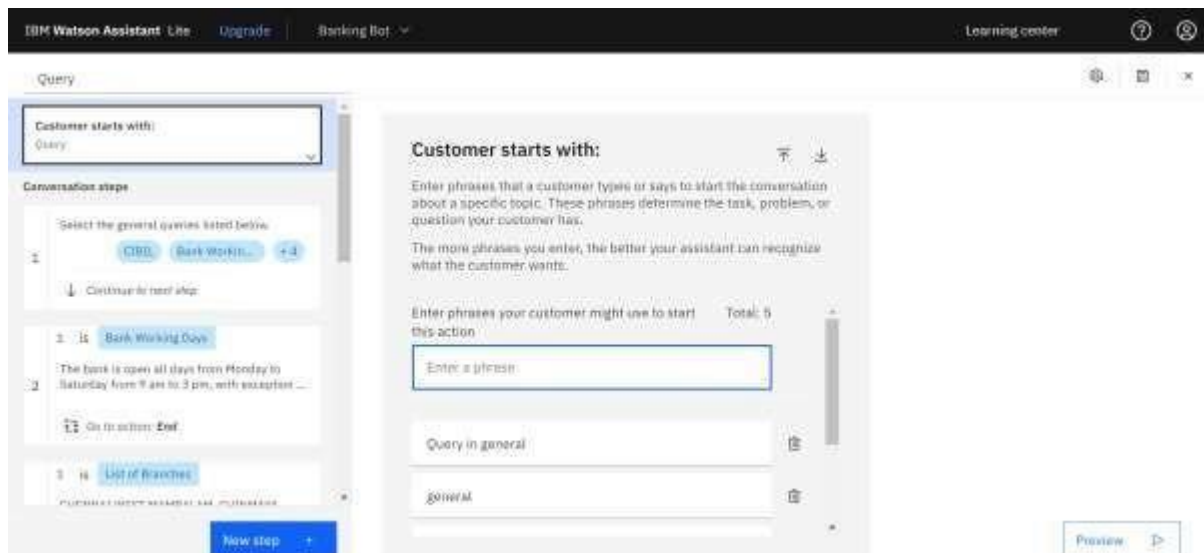 IBM Watson Assistant Lite
Upgrade
Banking Bot
Learning center
Query
Customer starts with:
Query
Conversation steps
1
Select the general queries listed below.
CIBIL
Bank Workin...
+4
Continue to next step
2
1 is Bank Working Days
The bank is open all days from Monday to
Saturday from 9 am to 3 pm, with exception ...
Go to action: End
1 is List of Branches
New step +
Customer starts with:
Enter phrases that a customer types or says to start the conversation
about a specific topic. These phrases determine the task, problem, or
question your customer has.
The more phrases you enter, the better your assistant can recognize
what the customer wants.
Enter phrases your customer might use to start
this action
Total: 5
Enter a phrase
Query in general
general
Preview